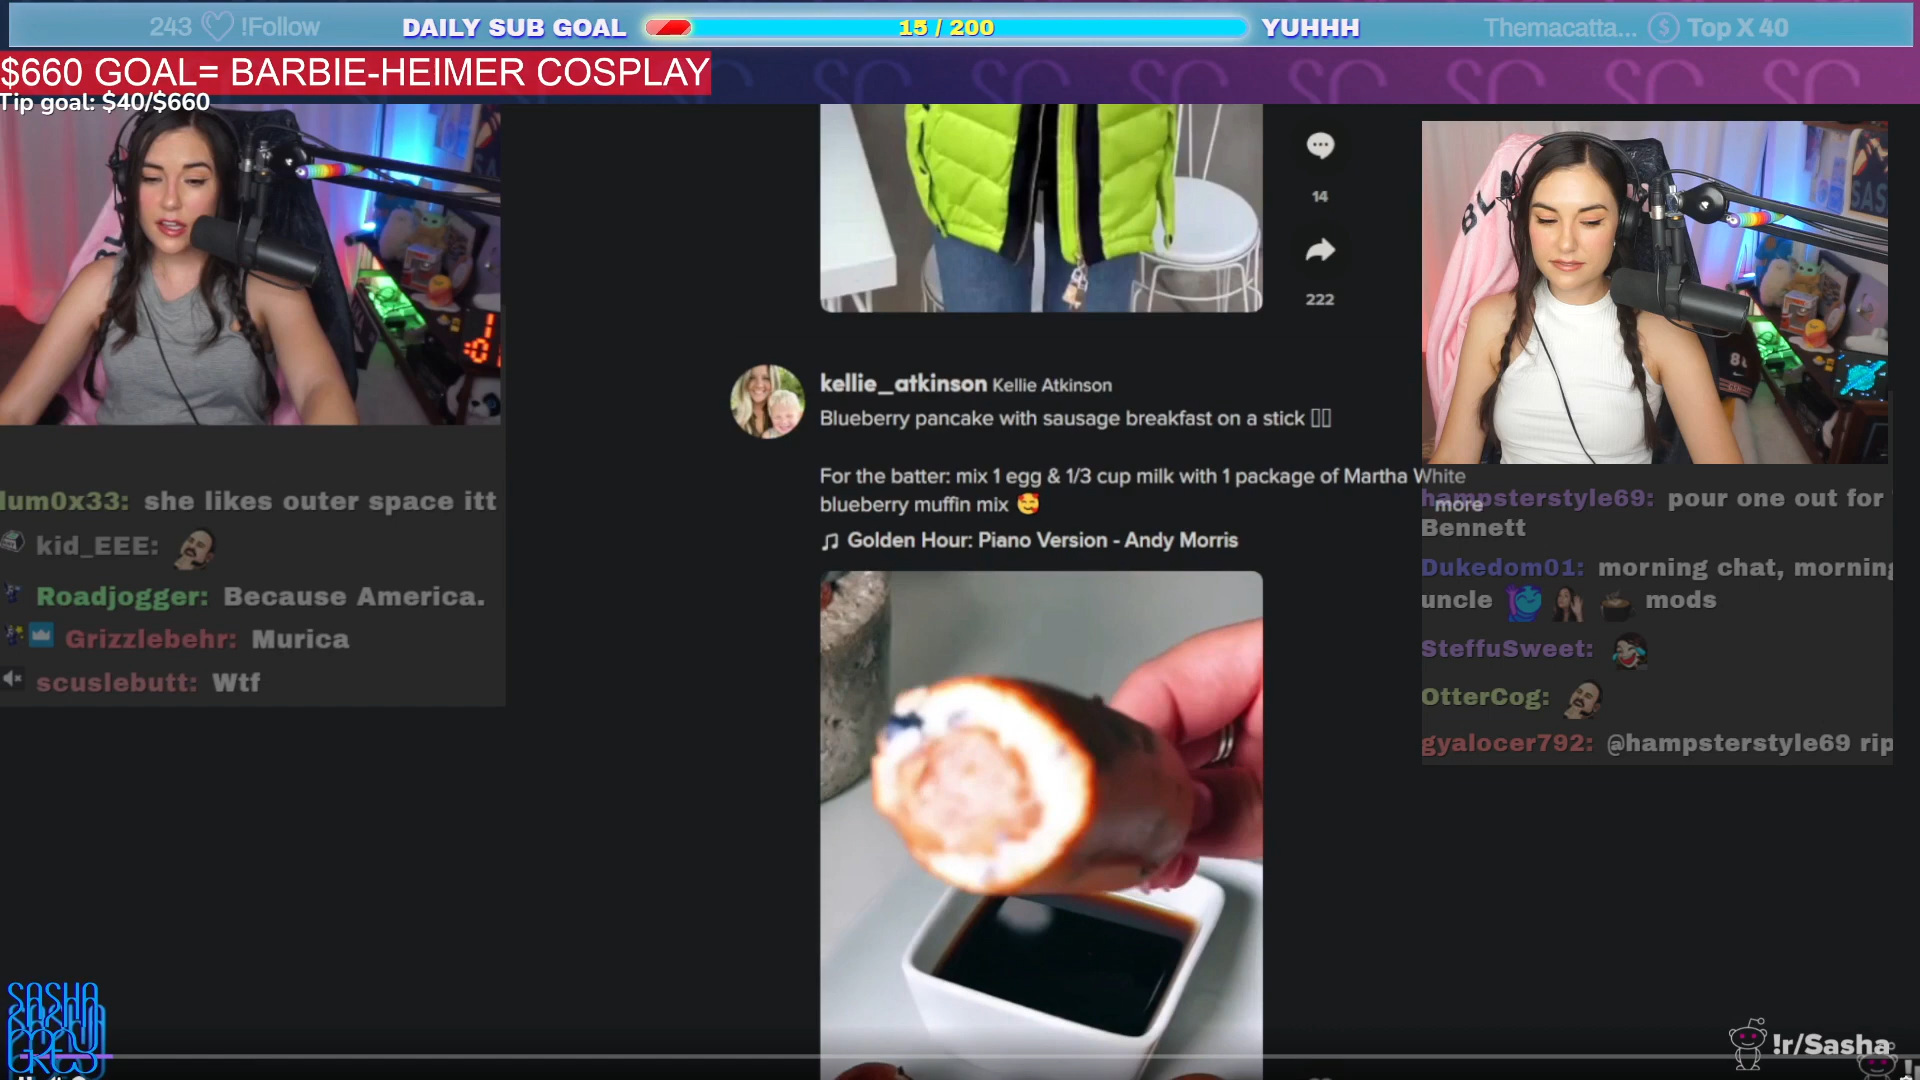 243 !Follow
DAILY SUB GOAL
15 / 200
YUHHH
Themacatta...
Top X 40
$660 GOAL= BARBIE-HEIMER COSPLAY
Tip goal: $40/$660
14
222
kellie_atkinson Kellie Atkinson
Blueberry pancake with sausage breakfast on a stick
For the batter: mix 1 egg & 1/3 cup milk with 1 package of Martha White
blueberry muffin mix
more
Golden Hour: Piano Version - Andy Morris
lum0x33: she likes outer space itt
kid_EEE:
Roadjogger: Because America.
Grizzlebehr: Murica
scuslebutt: Wtf
hampsterstyle69: pour one out for
Bennett
Dukedom01: morning chat, morning
uncle mods
SteffuSweet:
OtterCog:
gyalocer792: @hampsterstyle69 rip
SASHA
GREY
!r/Sasha